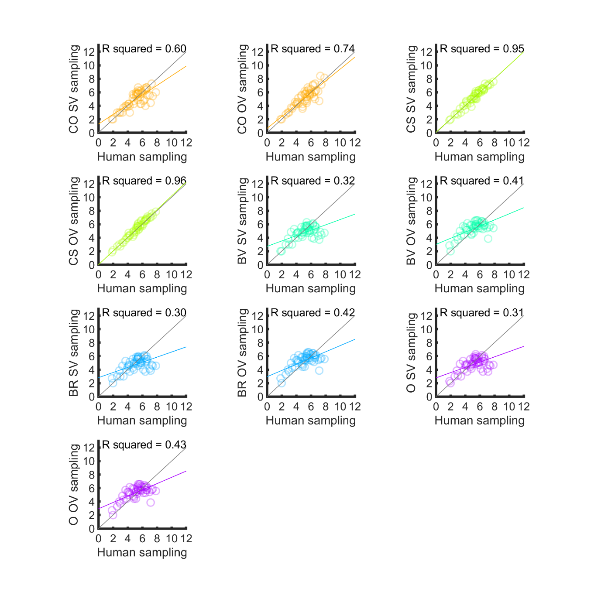 R squared = 0.60
CO SV sampling
12
10
8
6
4
2
0
0 2 4 6 8 10 12
Human sampling
R squared = 0.74
CO OV sampling
12
10
8
6
4
2
0
0 2 4 6 8 10 12
Human sampling
R squared = 0.95
CS SV sampling
12
10
8
6
4
2
0
0 2 4 6 8 10 12
Human sampling
R squared = 0.96
CS OV sampling
12
10
8
6
4
2
0
0 2 4 6 8 10 12
Human sampling
R squared = 0.32
BV SV sampling
12
10
8
6
4
2
0
0 2 4 6 8 10 12
Human sampling
R squared = 0.41
BV OV sampling
12
10
8
6
4
2
0
0 2 4 6 8 10 12
Human sampling
R squared = 0.30
BR SV sampling
12
10
8
6
4
2
0
0 2 4 6 8 10 12
Human sampling
R squared = 0.42
BR OV sampling
12
10
8
6
4
2
0
0 2 4 6 8 10 12
Human sampling
R squared = 0.31
O SV sampling
12
10
8
6
4
2
0
0 2 4 6 8 10 12
Human sampling
R squared = 0.43
O OV sampling
12
10
8
6
4
2
0
0 2 4 6 8 10 12
Human sampling